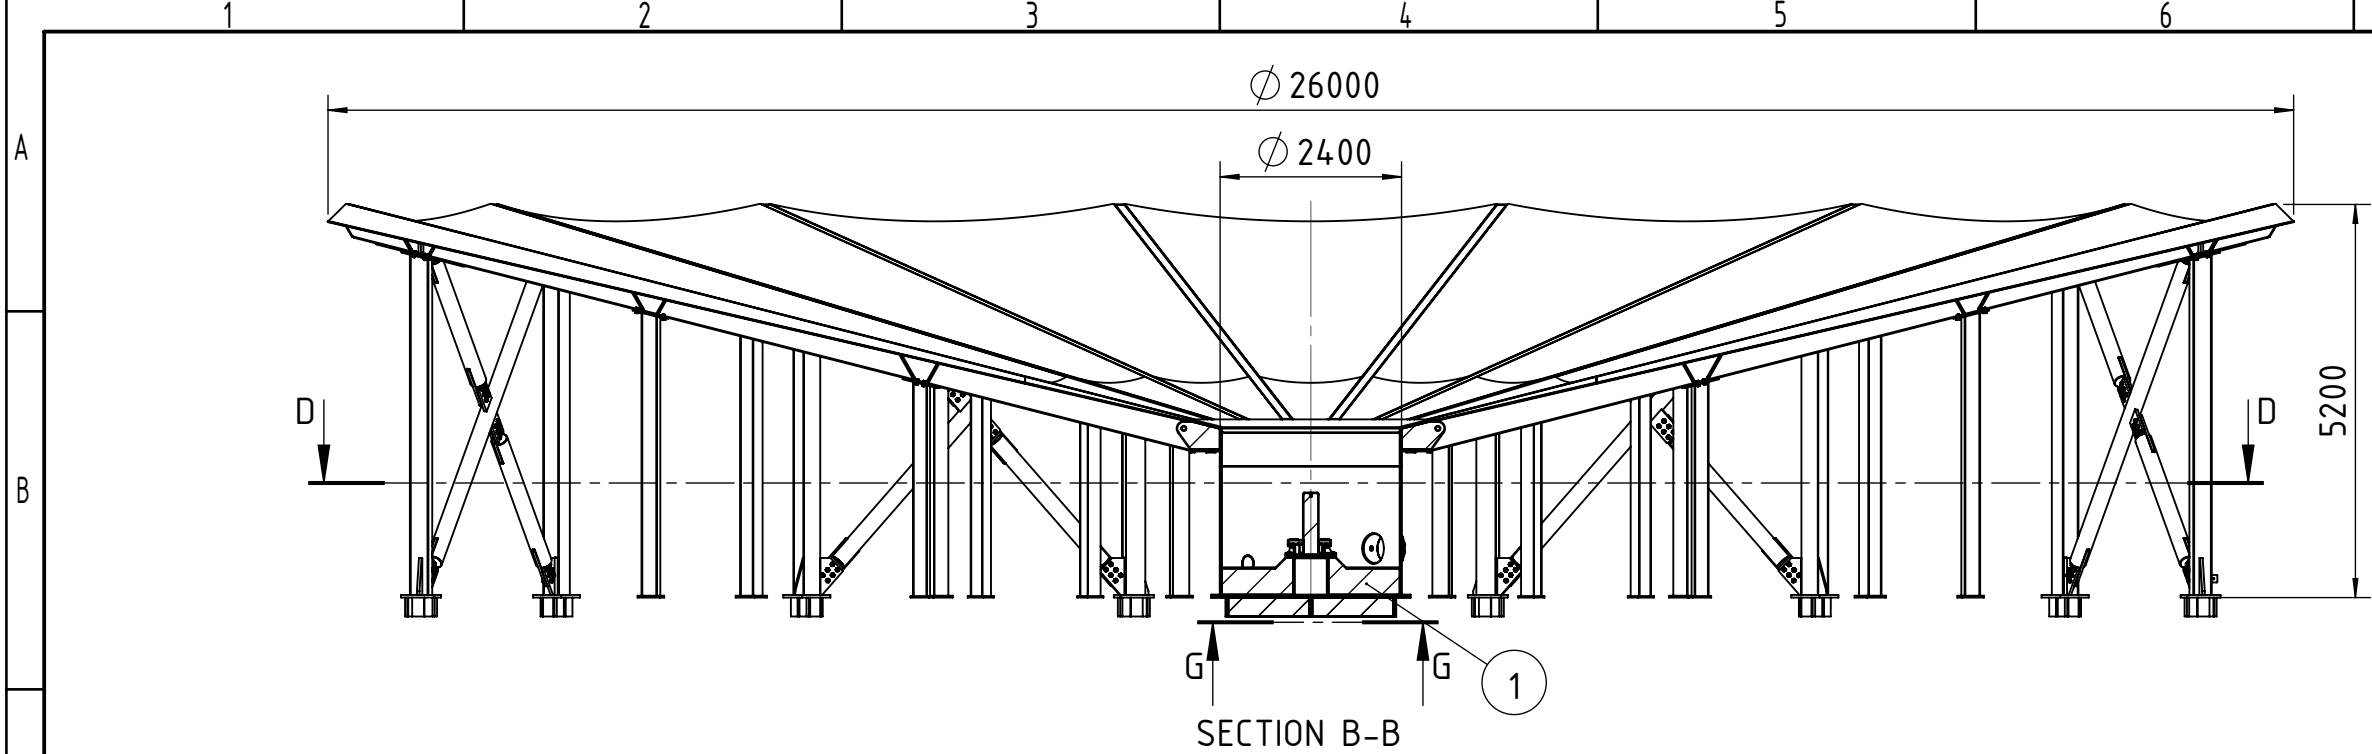 1 2 3 4 5 6
A
⌀ 26000
⌀ 2400
D D
5200
B
G G
1
SECTION B-B